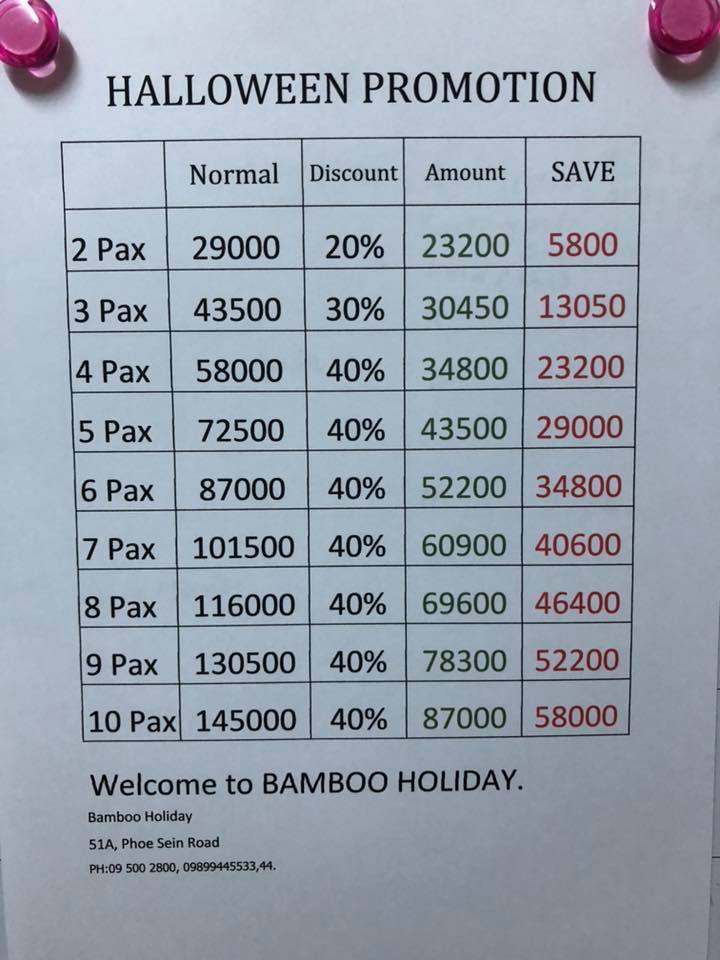 HALLOWEEN PROMOTION
Normal Discount Amount SAVE
2 Pax 29000 20% 23200 5800
3 Pax 43500 30% 30450 13050
4 Pax 58000 40% 34800 23200
5 Pax 72500 40% 43500 29000
6 Pax 87000 40% 52200 34800
7 Pax 101500 40% 60900 40600
8 Pax 116000 40% 69600 46400
9 Pax 130500 40% 78300 52200
10 Pax 145000 40% 87000 58000
Welcome to BAMBOO HOLIDAY.
Bamboo Holiday
51A, Phoe Sein Road
PH:09 500 2800, 09899445533,44.